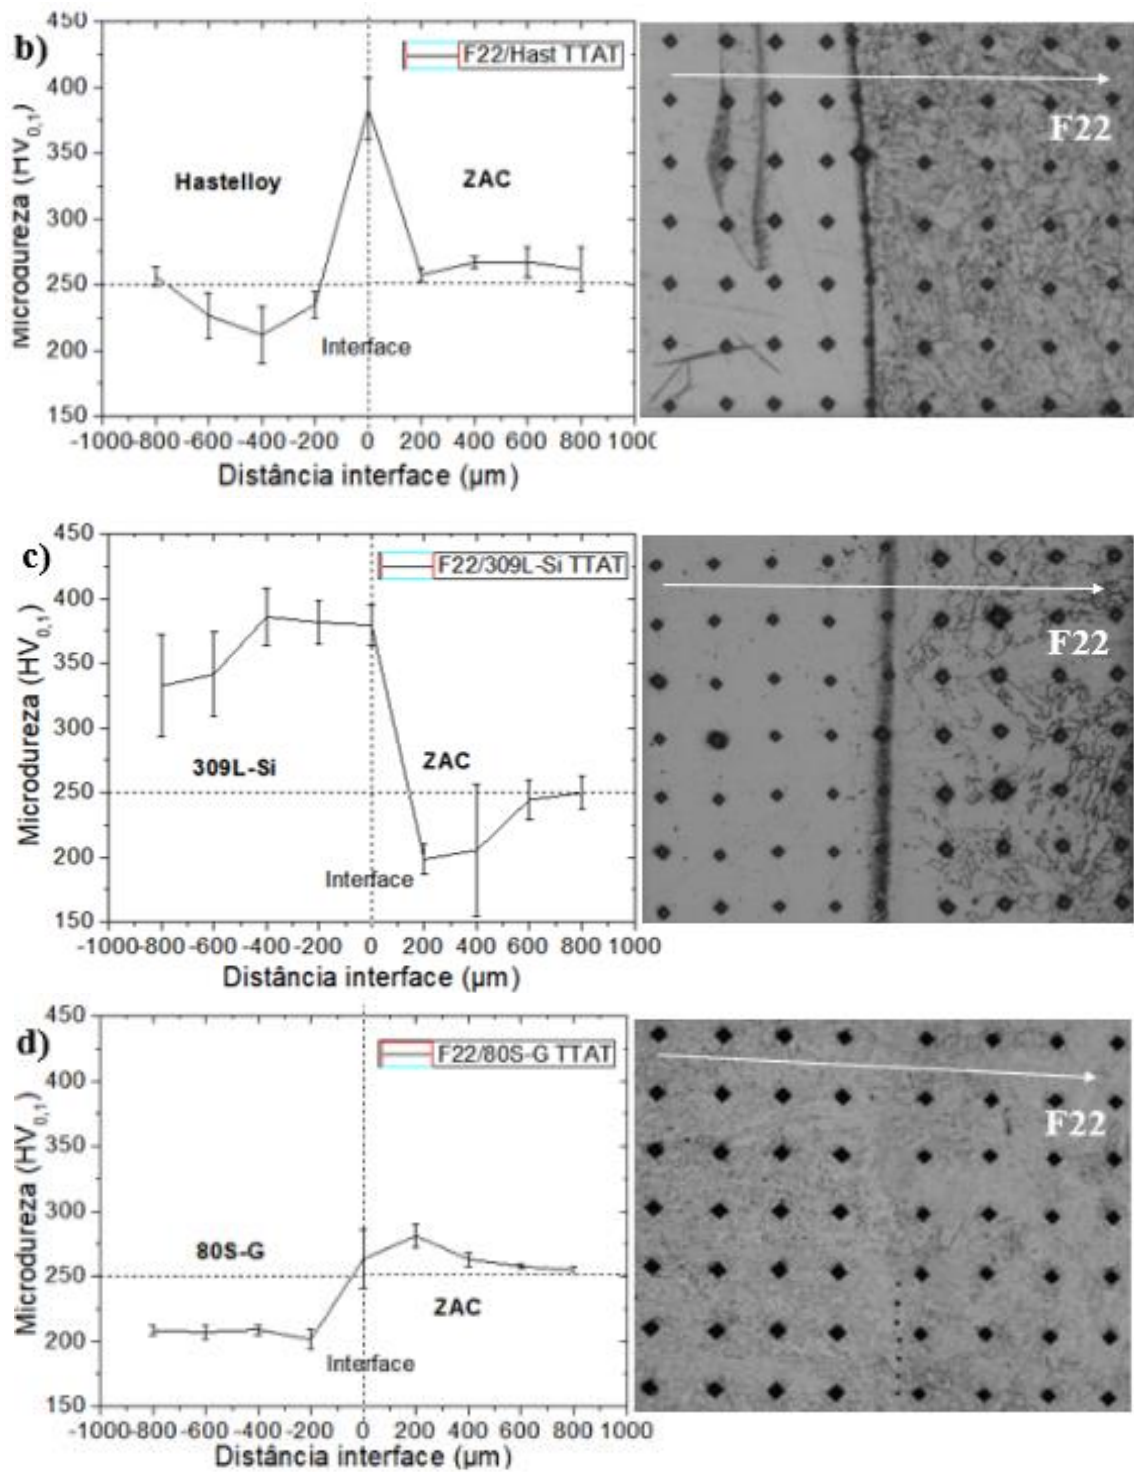 b)
450
400
350
300
250
200
150
Microdureza (HV0,1)
F22/Hast TTAT
Hastelloy
ZAC
Interface
-1000-800 -600 -400 -200 0 200 400 600 800 1000
Distância interface (µm)
F22
c)
450
400
350
300
250
200
150
Microdureza (HV0,1)
F22/309L-Si TTAT
309L-Si
ZAC
Interface
-1000-800 -600 -400 -200 0 200 400 600 800 1000
Distância interface (µm)
F22
d)
450
400
350
300
250
200
150
Microdureza (HV0,1)
F22/80S-G TTAT
80S-G
ZAC
Interface
-1000-800 -600 -400 -200 0 200 400 600 800 1000
Distância interface (µm)
F22